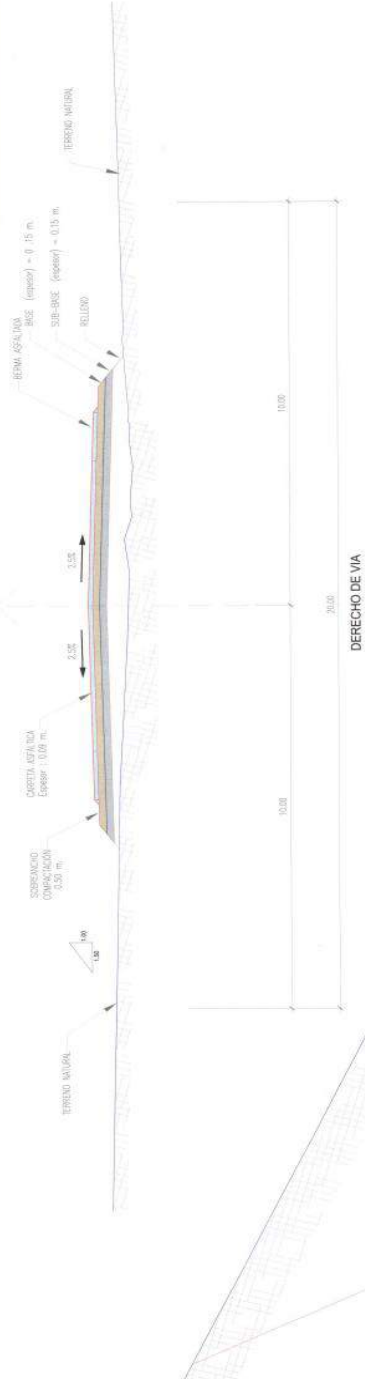 TERRENO NATURAL
1.00
1.50
SOBREANCHO
COMPACTACIÓN
0.50 m.
CARPETA ASFALTICA
Espesor : 0.09 m.
2.5%
2.5%
BERMA ASFALTADA
BASE (espesor) = 0.15 m.
SUB-BASE (espesor) = 0.15 m.
RELLENO
TERRENO NATURAL
10.00
10.00
20.00
DERECHO DE VIA